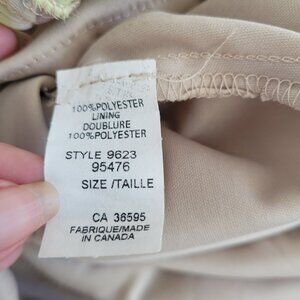 100%POLYESTER
LINING
DOUBLURE
100%POLYESTER
STYLE 9623
95476
SIZE/TAILLE
CA 36595
FABRIQUE/MADE
IN CANADA